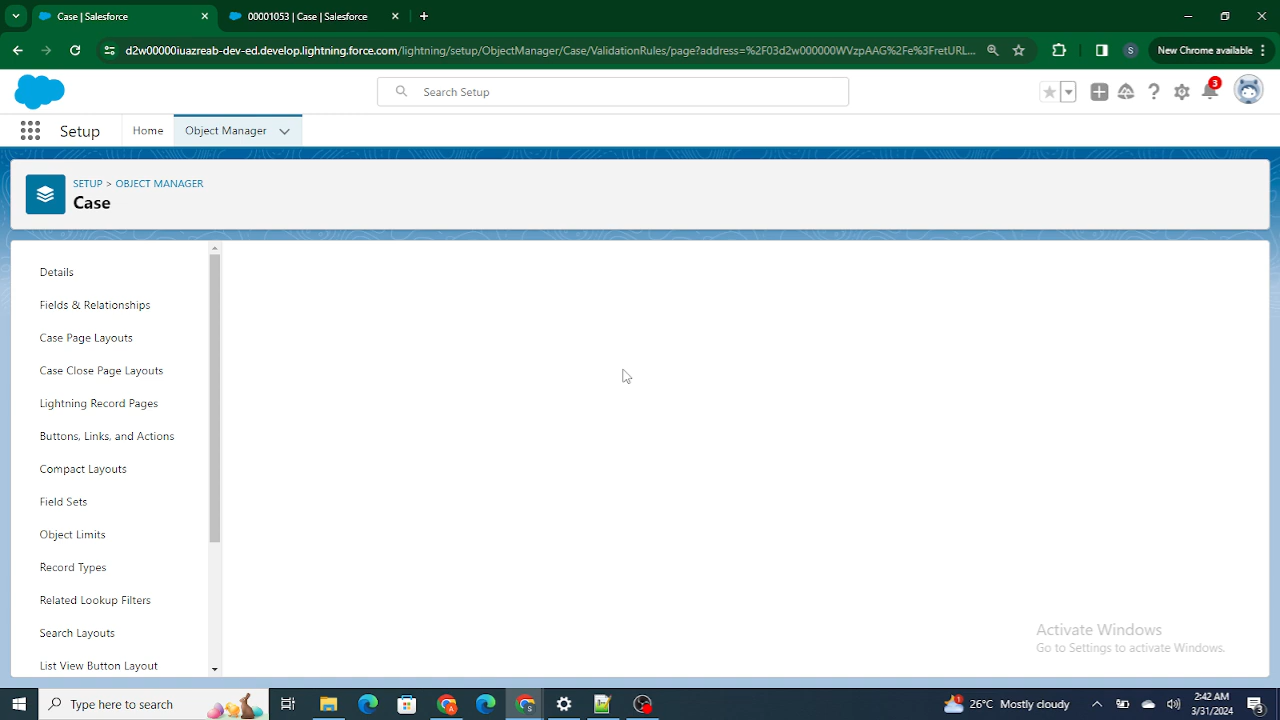 Case | Salesforce
00001053 | Case | Salesforce
d2w00000iuazreab-dev-ed.develop.lightning.force.com/lightning/setup/ObjectManager/Case/ValidationRules/page?address=%2F03d2w000000WVzpAAG%2Fe%3FretURL...
S
New Chrome available
Search Setup
3
Setup
Home
Object Manager
SETUP > OBJECT MANAGER
Case
Details
Fields & Relationships
Case Page Layouts
Case Close Page Layouts
Lightning Record Pages
Buttons, Links, and Actions
Compact Layouts
Field Sets
Object Limits
Record Types
Related Lookup Filters
Search Layouts
List View Button Layout
Activate Windows
Go to Settings to activate Windows.
Type here to search
26°C Mostly cloudy
2:42 AM
3/31/2024
3